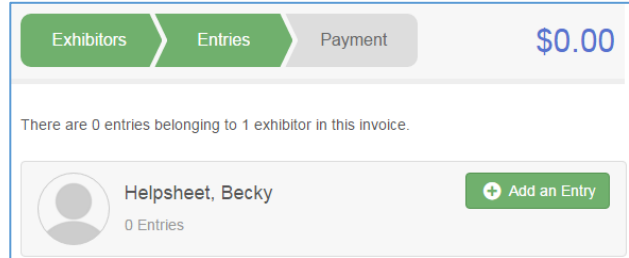 Exhibitors Entries Payment $0.00
There are 0 entries belonging to 1 exhibitor in this invoice.
Helpsheet, Becky Add an Entry
0 Entries